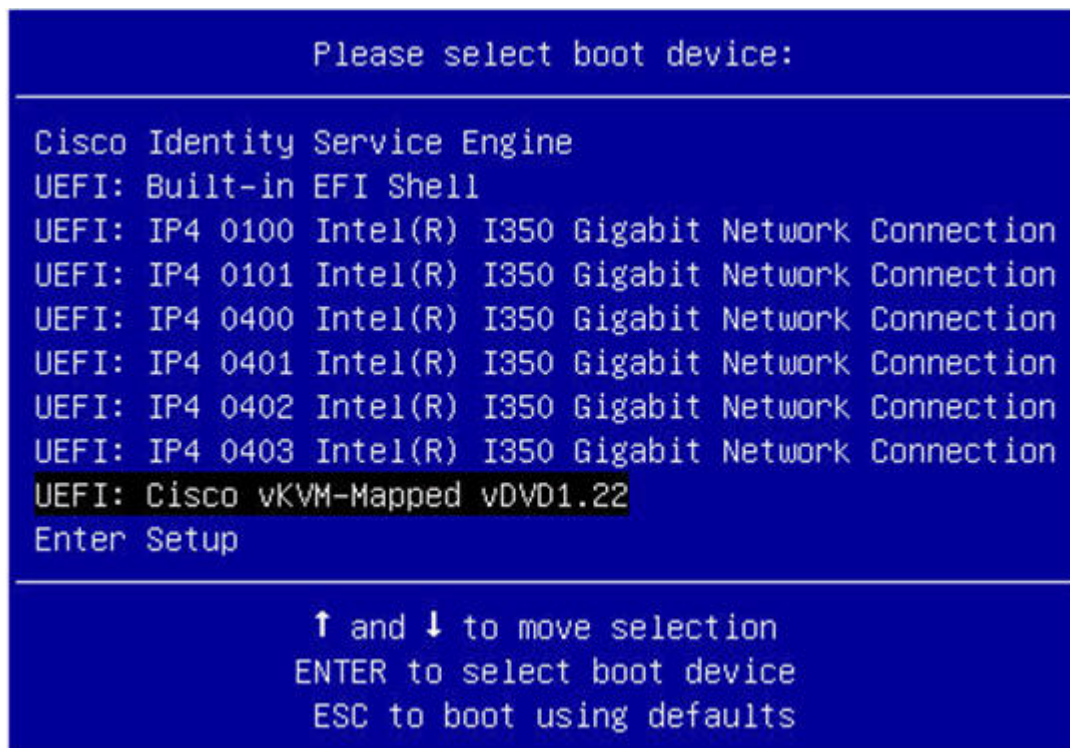 Please select boot device:
Cisco Identity Service Engine
UEFI: Built-in EFI Shell
UEFI: IP4 0100 Intel(R) I350 Gigabit Network Connection
UEFI: IP4 0101 Intel(R) I350 Gigabit Network Connection
UEFI: IP4 0400 Intel(R) I350 Gigabit Network Connection
UEFI: IP4 0401 Intel(R) I350 Gigabit Network Connection
UEFI: IP4 0402 Intel(R) I350 Gigabit Network Connection
UEFI: IP4 0403 Intel(R) I350 Gigabit Network Connection
UEFI: Cisco vKVM-Mapped vDVD1.22
Enter Setup
↑ and ↓ to move selection
ENTER to select boot device
ESC to boot using defaults